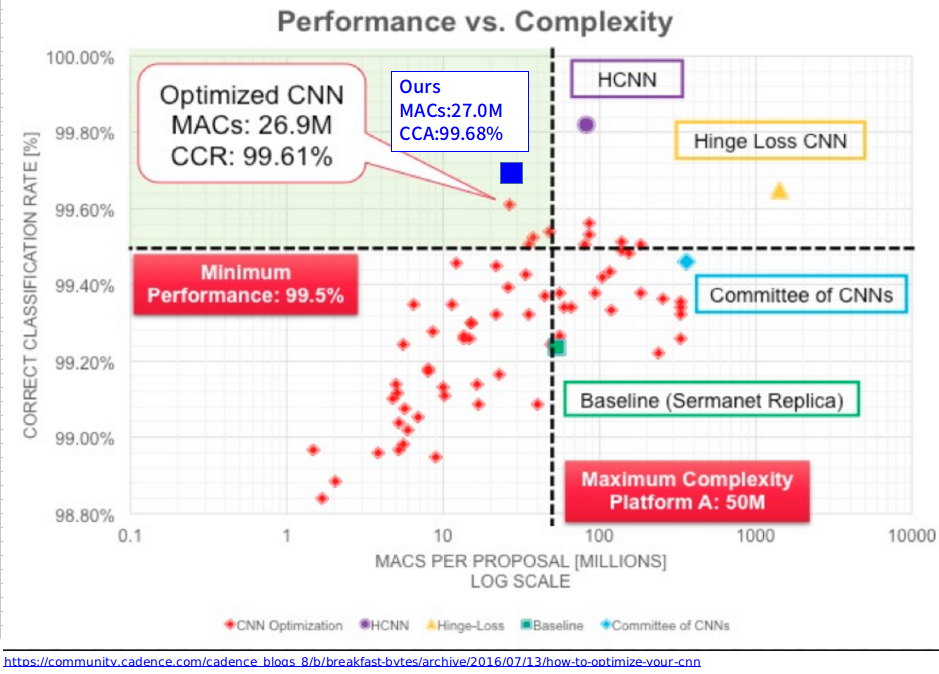 Performance vs. Complexity
100.00%
99.80%
99.60%
99.40%
99.20%
99.00%
98.80%
CORRECT CLASSIFICATION RATE [%]
Optimized CNN
MACs: 26.9M
CCR: 99.61%
Ours
MACs:27.0M
CCA:99.68%
HCNN
Hinge Loss CNN
Minimum
Performance: 99.5%
Committee of CNNs
Baseline (Sermanet Replica)
Maximum Complexity
Platform A: 50M
0.1
1
10
100
1000
10000
MACS PER PROPOSAL [MILLIONS]
LOG SCALE
CNN Optimization
HCNN
Hinge-Loss
Baseline
Committee of CNNs
https://community.cadence.com/cadence_blogs_8/b/breakfast-bytes/archive/2016/07/13/how-to-optimize-your-cnn